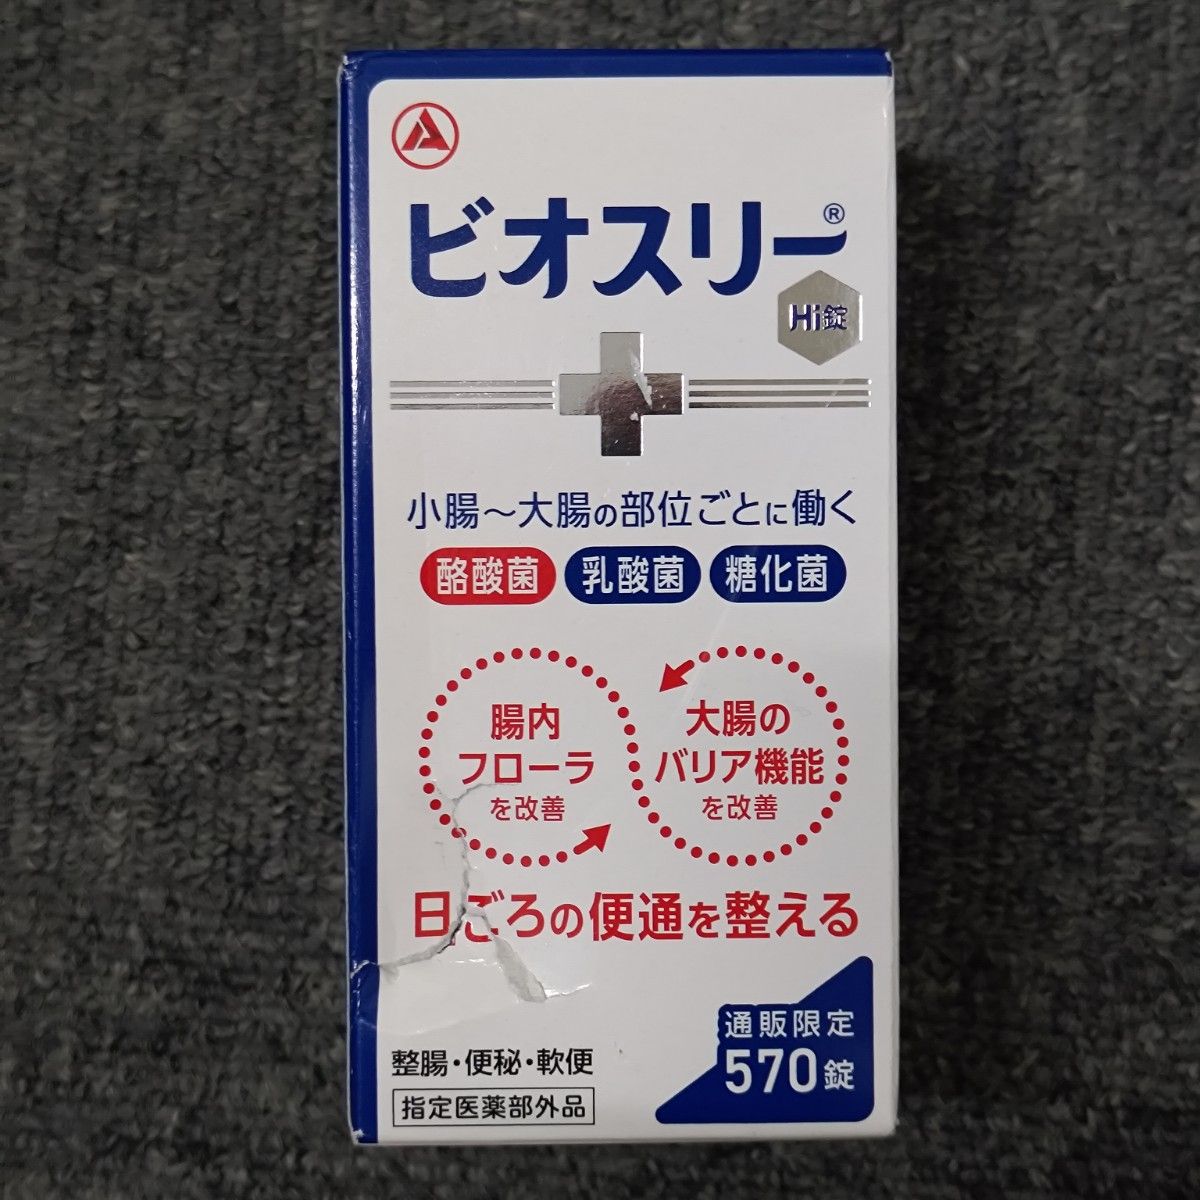 ビオスリー®
Hi錠
小腸～大腸の部位ごとに働く
酪酸菌 乳酸菌 糖化菌
腸内
フローラ
を改善
大腸の
バリア機能
を改善
日ごろの便通を整える
通販限定
570錠
整腸・便秘・軟便
指定医薬部外品